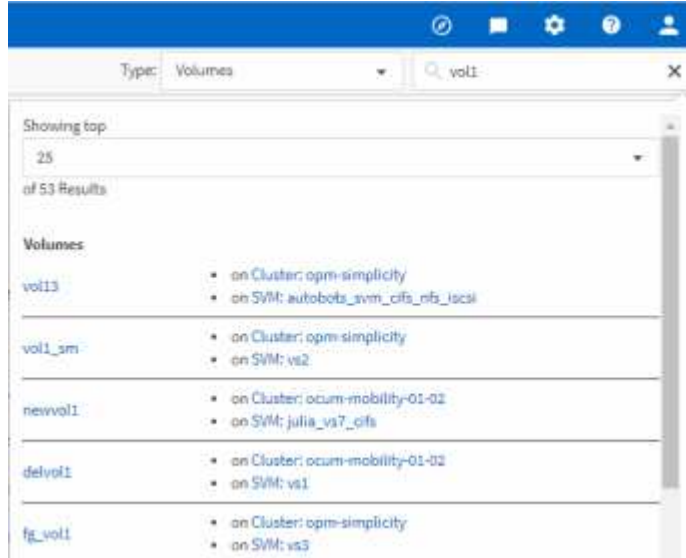 Type: Volumes vol1
Showing top
25
of 53 Results
Volumes
vol13
on Cluster: opm-simplicity
on SVM: autobots_svm_cifs_nfs_iscsi
vol1_sm
on Cluster: opm-simplicity
on SVM: vs2
newvol1
on Cluster: ocum-mobility-01-02
on SVM: julia_vs7_cifs
delvol1
on Cluster: ocum-mobility-01-02
on SVM: vs1
fg_vol1
on Cluster: opm-simplicity
on SVM: vs3